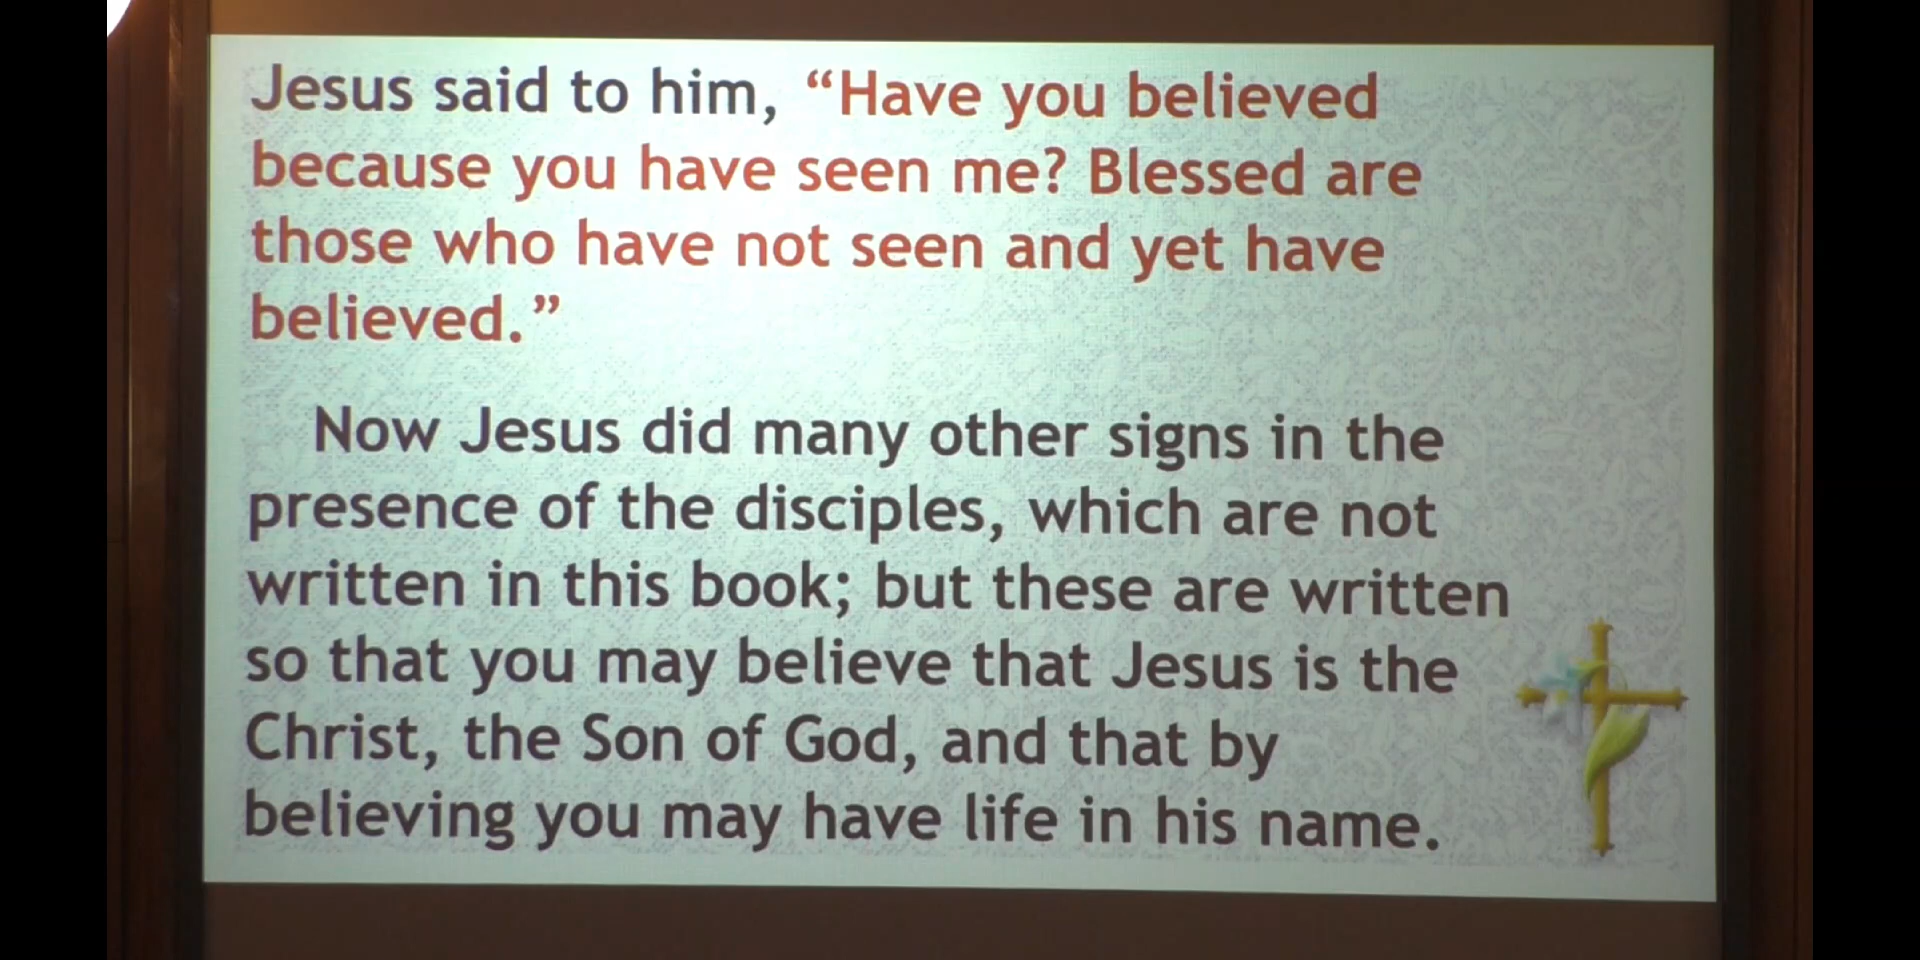 Jesus said to him, “Have you believed
because you have seen me? Blessed are
those who have not seen and yet have
believed.”
Now Jesus did many other signs in the
presence of the disciples, which are not
written in this book; but these are written
so that you may believe that Jesus is the
Christ, the Son of God, and that by
believing you may have life in his name.